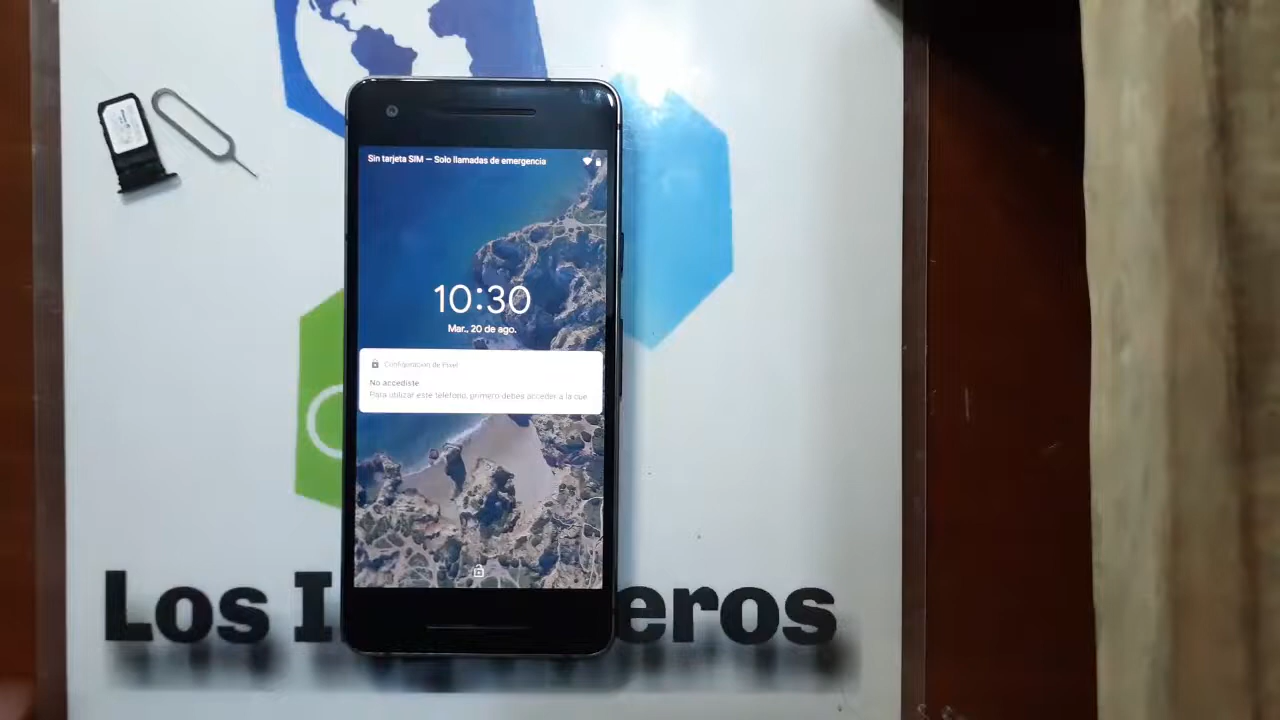 Sin tarjeta SIM — Solo llamadas de emergencia
10:30
Mar., 20 de ago.
Configuración de Pixel
No accediste
Para utilizar este teléfono, primero debes acceder a la cue
Los I eros